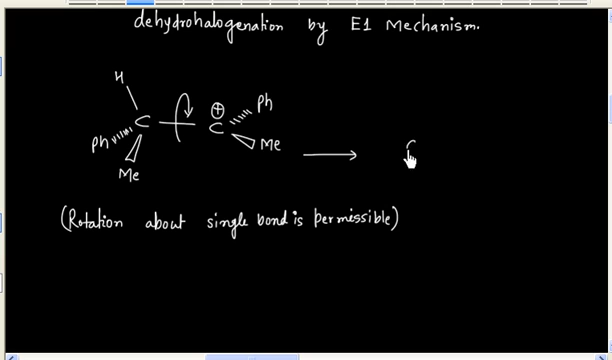 dehydrohalogenation by E1 Mechanism.
H
Ph C ⊕ C Ph
Me Me
(Rotation about single bond is permissible)